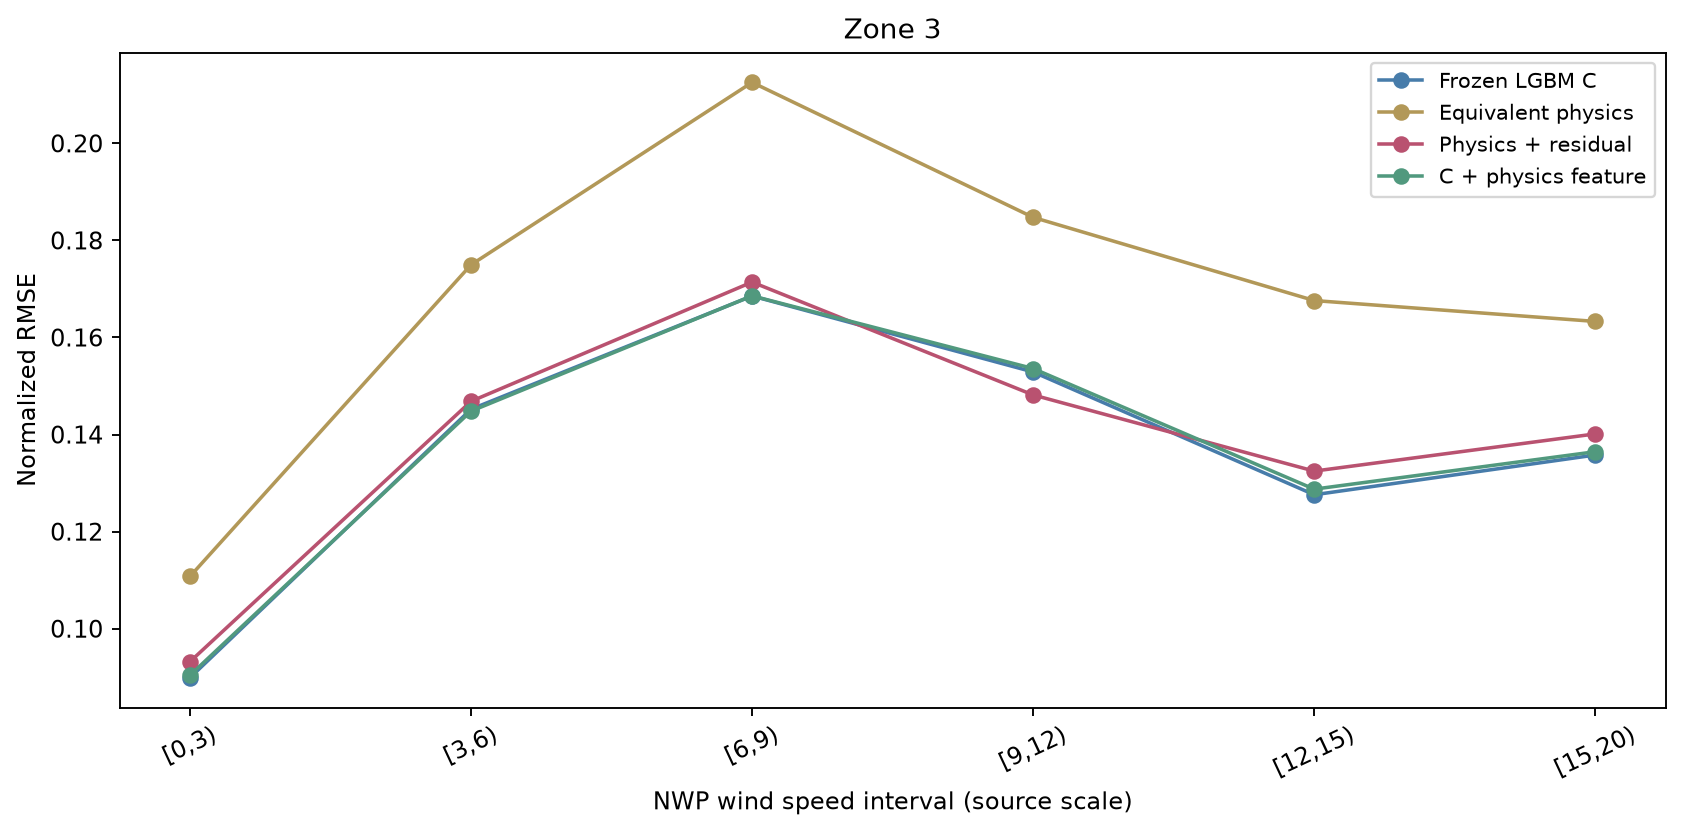 Zone 3
Normalized RMSE
0.20
0.18
0.16
0.14
0.12
0.10
Frozen LGBM C
Equivalent physics
Physics + residual
C + physics feature
[0,3)
[3,6)
[6,9)
[9,12)
[12,15)
[15,20)
NWP wind speed interval (source scale)